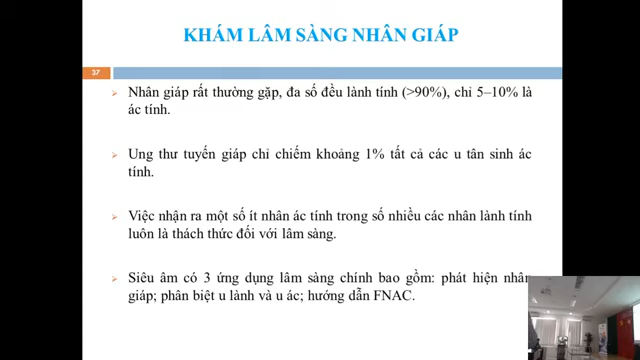 KHÁM LÂM SÀNG NHÂN GIÁP
37
➢ Nhân giáp rất thường gặp, đa số đều lành tính (>90%), chỉ 5–10% là
ác tính.
➢ Ung thư tuyến giáp chỉ chiếm khoảng 1% tất cả các u tân sinh ác
tính.
➢ Việc nhận ra một số ít nhân ác tính trong số nhiều các nhân lành tính
luôn là thách thức đối với lâm sàng.
➢ Siêu âm có 3 ứng dụng lâm sàng chính bao gồm: phát hiện nhân
giáp; phân biệt u lành và u ác; hướng dẫn FNAC.